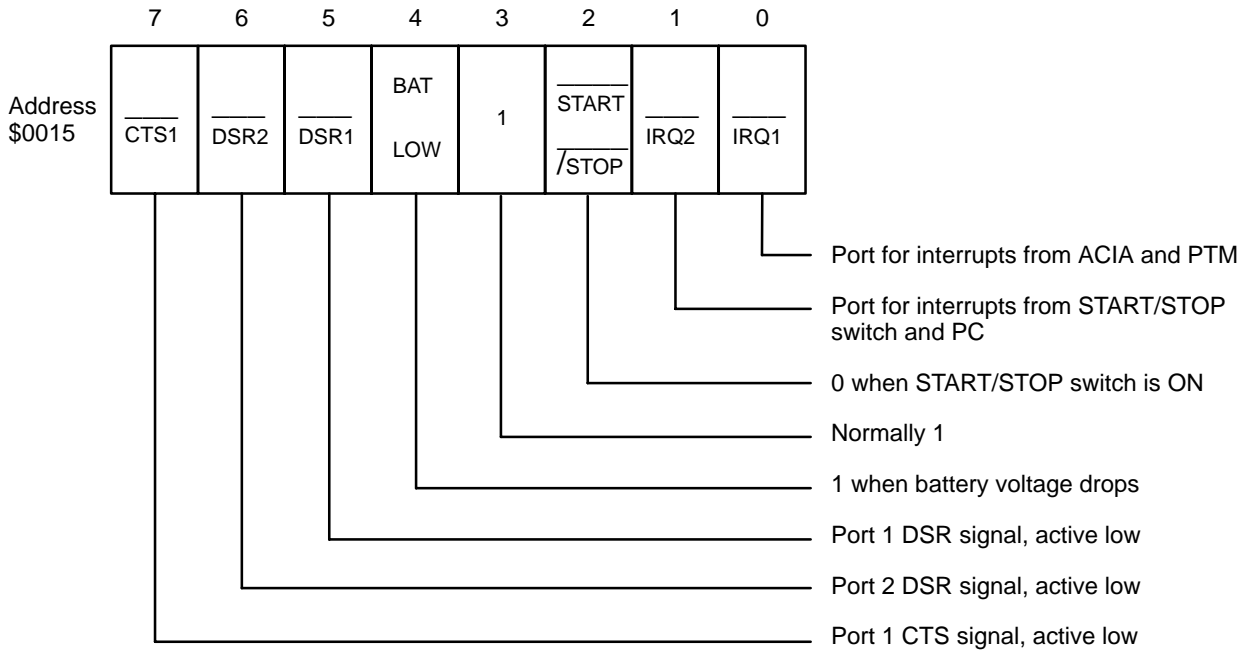 7 6 5 4 3 2 1 0
Address
$0015
CTS1
DSR2
DSR1
BAT
LOW
1
START
/STOP
IRQ2
IRQ1
Port for interrupts from ACIA and PTM
Port for interrupts from START/STOP
switch and PC
0 when START/STOP switch is ON
Normally 1
1 when battery voltage drops
Port 1 DSR signal, active low
Port 2 DSR signal, active low
Port 1 CTS signal, active low